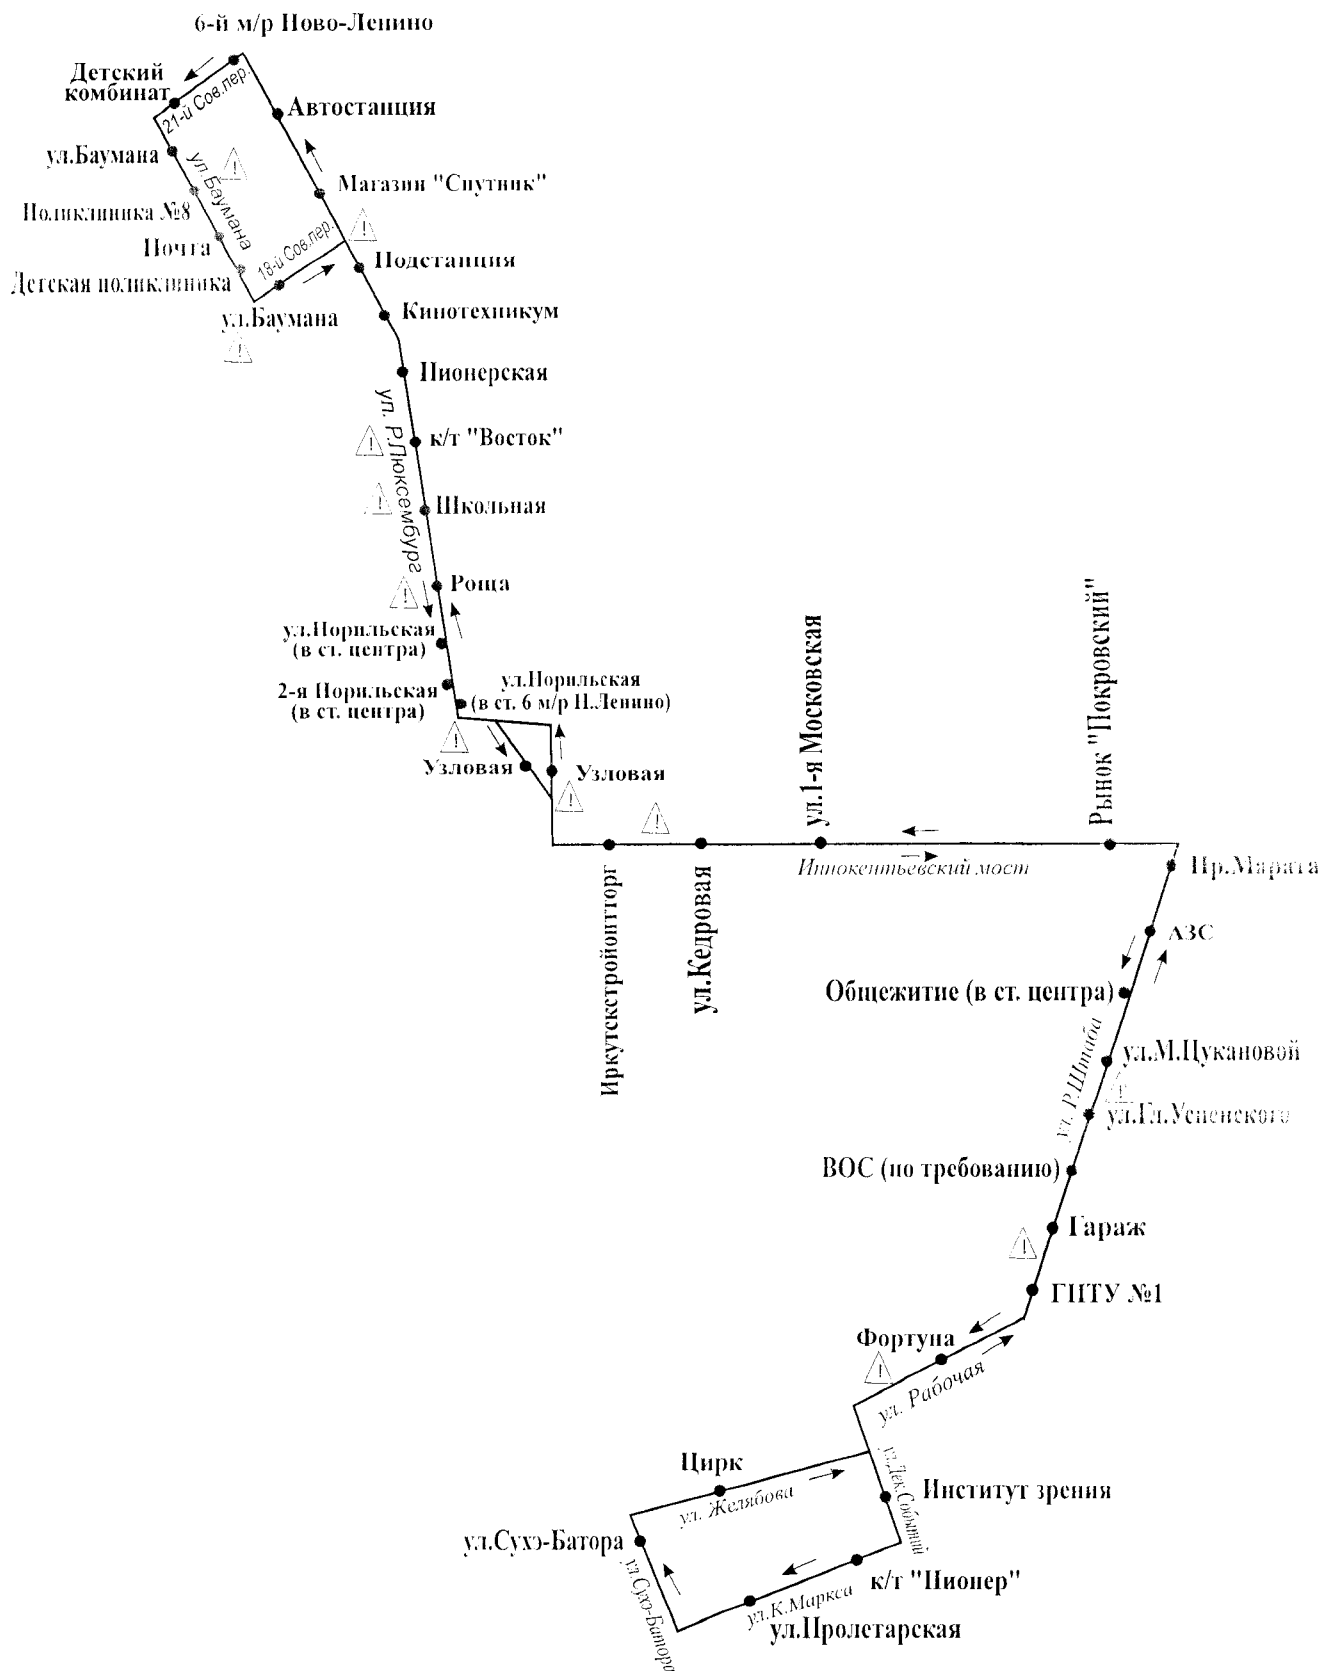 6-й м/р Ново-Ленино
Детский
комбинат
21-й Сов.пер.
Автостанция
ул.Баумана
ул.Баумана
Магазин "Спутник"
Поликлиника №8
Почта
18-й Сов.пер.
Подстанция
Детская поликлиника
ул.Баумана
Кинотехникум
Пионерская
ул. Р.Люксембург
к/т "Восток"
Школьная
Роща
ул.Норильская
(в ст. центра)
2-я Норильская
(в ст. центра)
ул.Норильская
(в ст. 6 м/р Н.Ленино)
Узловая
Узловая
ул.1-я Московская
Рынок "Покровский"
Иркутскстройоптторг
ул.Кедровая
Иннокентьевский мост
Пр.Марата
АЗС
Общежитие (в ст. центра)
ул. Р.Штаба
ул.М.Цукановой
ул.Гл.Успенского
ВОС (по требованию)
Гараж
ГПТУ №1
Фортуна
ул. Рабочая
Цирк
ул. Желябова
ул.Дек.Событий
Институт зрения
ул.Сухэ-Батора
ул.Сухэ-Батора
к/т "Пионер"
ул.К.Маркса
ул.Пролетарская